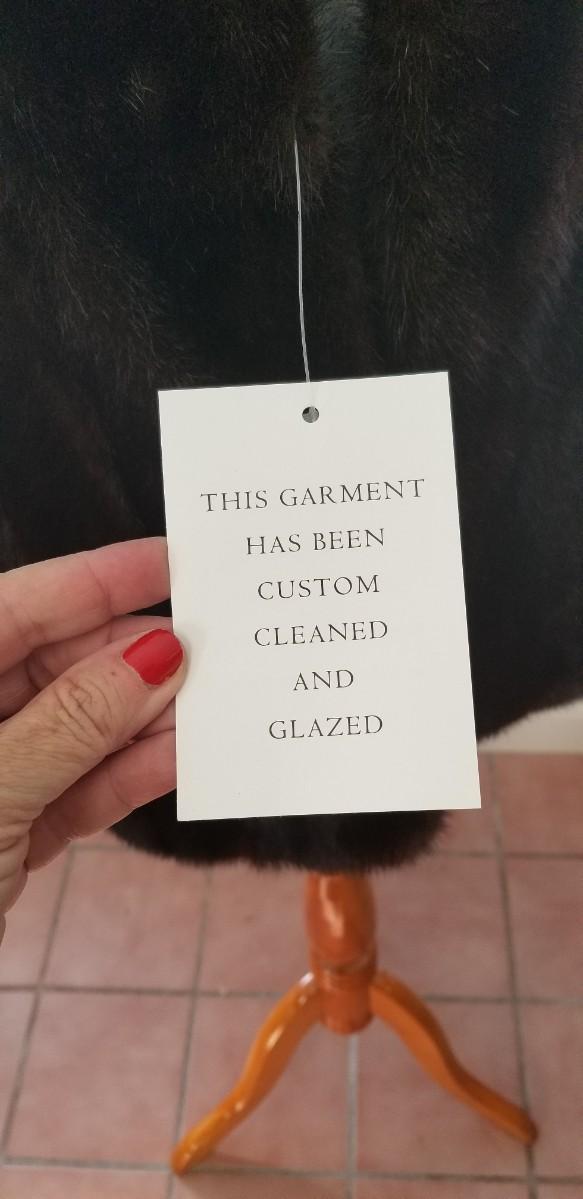 THIS GARMENT
HAS BEEN
CUSTOM
CLEANED
AND
GLAZED